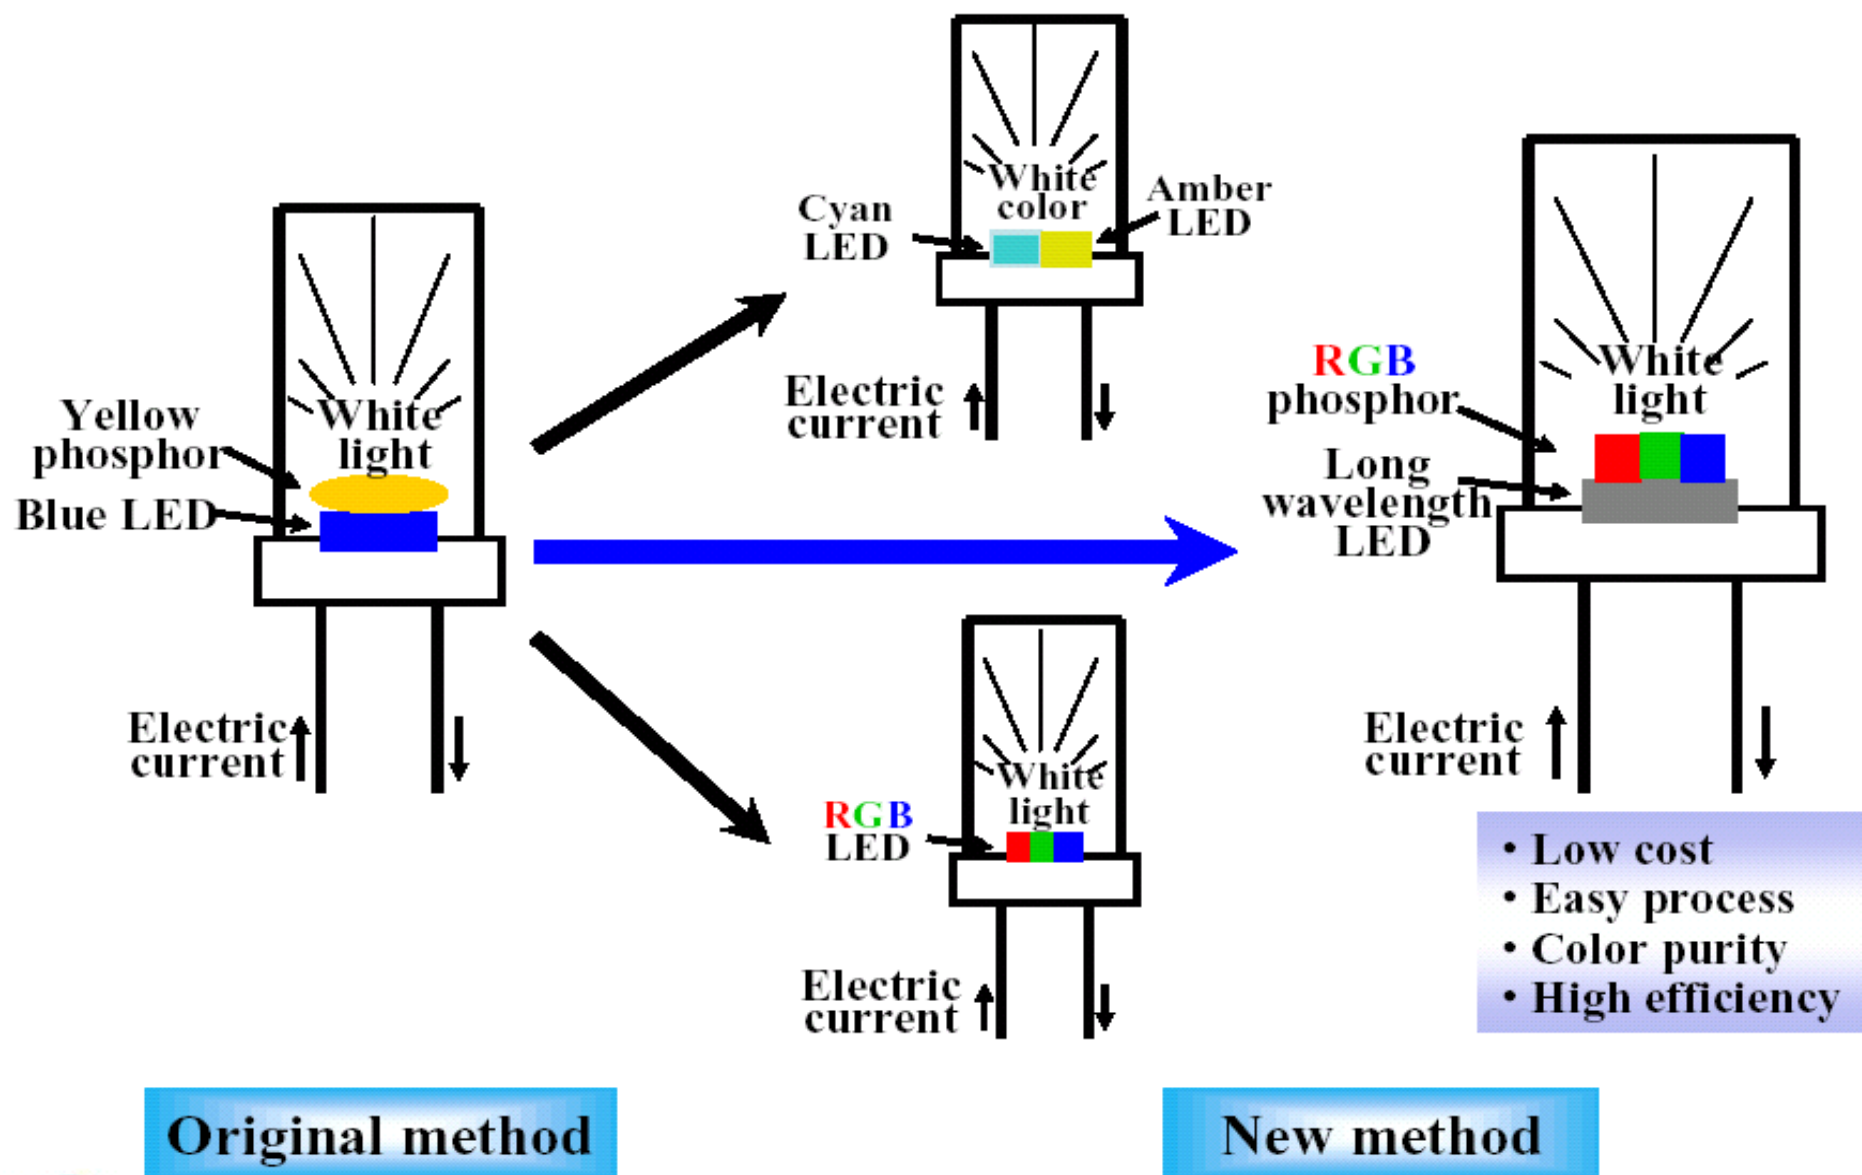 Yellow
phosphor
Blue LED
White
light
Electric
current
Cyan
LED
White
color
Amber
LED
Electric
current
RGB
LED
White
light
Electric
current
RGB
phosphor
Long
wavelength
LED
White
light
Electric
current
• Low cost
• Easy process
• Color purity
• High efficiency
Original method
New method